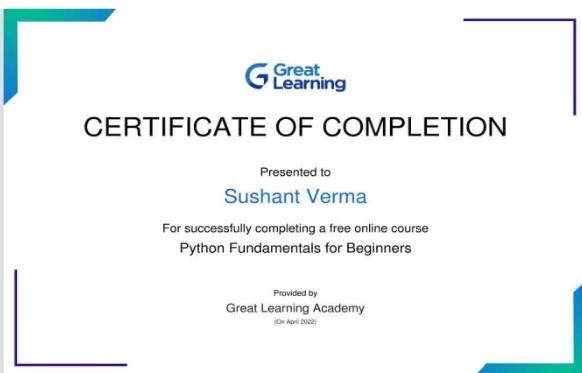 Great
Learning
CERTIFICATE OF COMPLETION
Presented to
Sushant Verma
For successfully completing a free online course
Python Fundamentals for Beginners
Provided by
Great Learning Academy
(On April 2022)